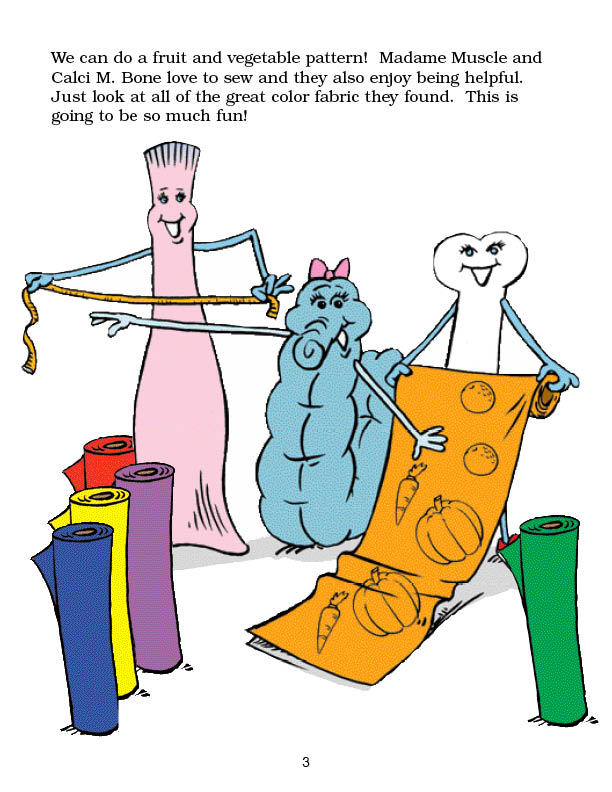 We can do a fruit and vegetable pattern!  Madame Muscle and
Calci M. Bone love to sew and they also enjoy being helpful.
Just look at all of the great color fabric they found.  This is
going to be so much fun!
3